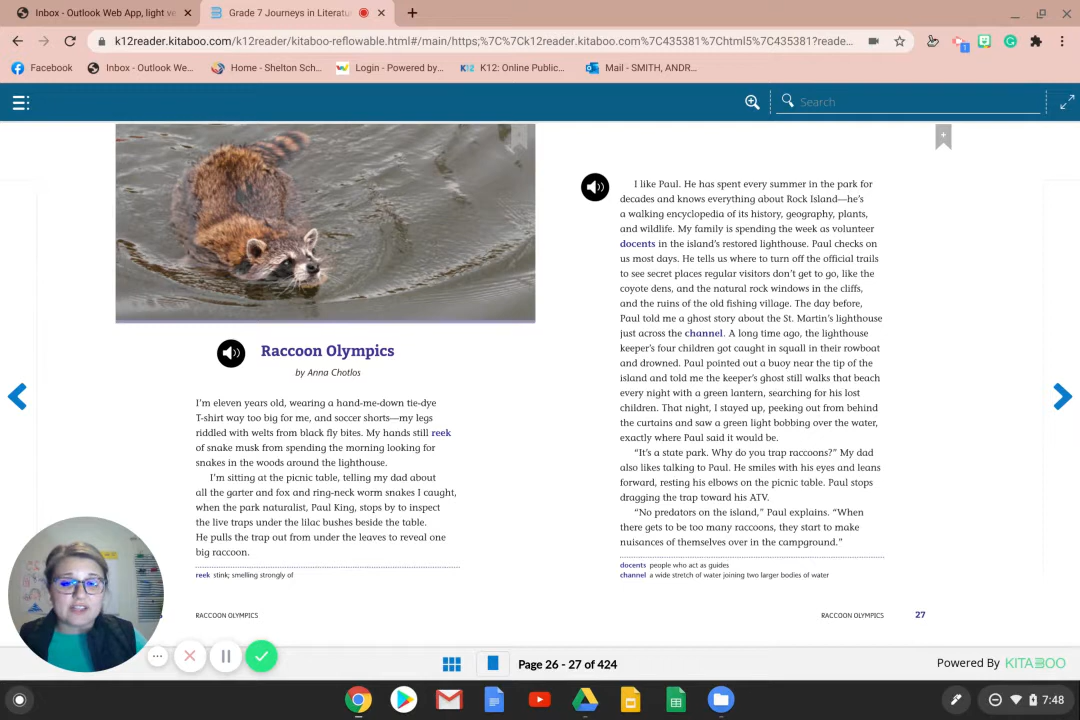 Inbox - Outlook Web App, light ve
Grade 7 Journeys in Literatu
k12reader.kitaboo.com/k12reader/kitaboo-reflowable.html#/main/https;%7C%7Ck12reader.kitaboo.com%7C435381%7Chtml5%7C435381?reade...
Facebook
Inbox - Outlook We...
Home - Shelton Sch...
Login - Powered by...
K12: Online Public...
Mail - SMITH, ANDR...
Search
Raccoon Olympics
by Anna Chotlos
I'm eleven years old, wearing a hand-me-down tie-dye
T-shirt way too big for me, and soccer shorts—my legs
riddled with welts from black fly bites. My hands still reek
of snake musk from spending the morning looking for
snakes in the woods around the lighthouse.
I'm sitting at the picnic table, telling my dad about
all the garter and fox and ring-neck worm snakes I caught,
when the park naturalist, Paul King, stops by to inspect
the live traps under the lilac bushes beside the table.
He pulls the trap out from under the leaves to reveal one
big raccoon.
reek stink; smelling strongly of
RACCOON OLYMPICS
I like Paul. He has spent every summer in the park for
decades and knows everything about Rock Island—he's
a walking encyclopedia of its history, geography, plants,
and wildlife. My family is spending the week as volunteer
docents in the island's restored lighthouse. Paul checks on
us most days. He tells us where to turn off the official trails
to see secret places regular visitors don't get to go, like the
coyote dens, and the natural rock windows in the cliffs,
and the ruins of the old fishing village. The day before,
Paul told me a ghost story about the St. Martin's lighthouse
just across the channel. A long time ago, the lighthouse
keeper's four children got caught in squall in their rowboat
and drowned. Paul pointed out a buoy near the tip of the
island and told me the keeper's ghost still walks that beach
every night with a green lantern, searching for his lost
children. That night, I stayed up, peeking out from behind
the curtains and saw a green light bobbing over the water,
exactly where Paul said it would be.
"It's a state park. Why do you trap raccoons?" My dad
also likes talking to Paul. He smiles with his eyes and leans
forward, resting his elbows on the picnic table. Paul stops
dragging the trap toward his ATV.
"No predators on the island," Paul explains. "When
there gets to be too many raccoons, they start to make
nuisances of themselves over in the campground."
docents people who act as guides
channel a wide stretch of water joining two larger bodies of water
RACCOON OLYMPICS 27
Page 26 - 27 of 424
Powered By KITABOO
7:48